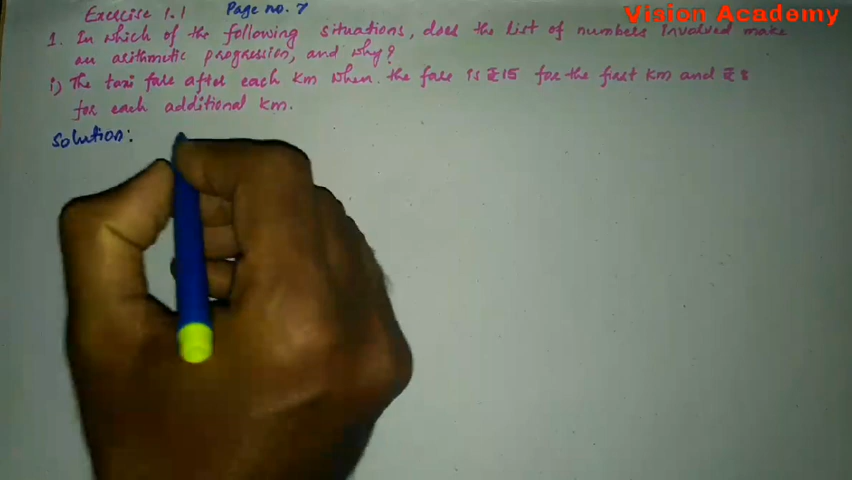 Exercise 1.1 Page no. 7
Vision Academy
1. In which of the following situations, does the list of numbers involved make
an arithmetic progression, and why?
i) The taxi fare after each km when the fare is ₹15 for the first km and ₹8
for each additional km.
Solution: